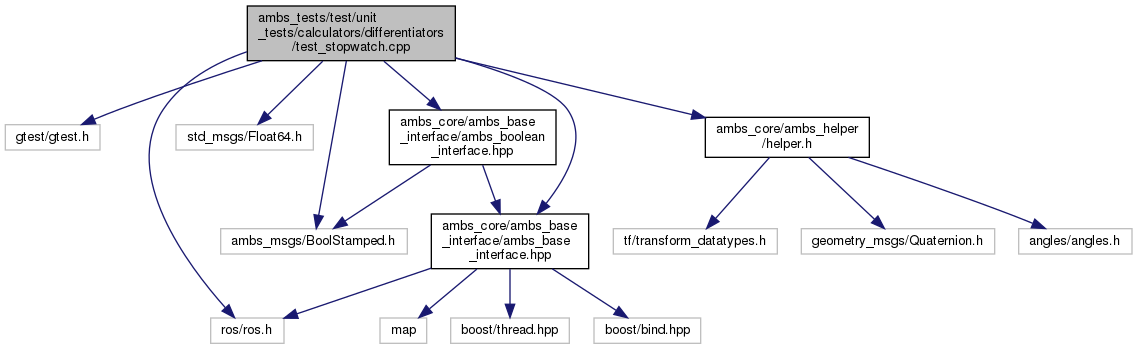 ambs_tests/test/unit
_tests/calculators/differentiators
/test_stopwatch.cpp
gtest/gtest.h
std_msgs/Float64.h
ambs_core/ambs_base
_interface/ambs_boolean
_interface.hpp
ambs_core/ambs_helper
/helper.h
ambs_msgs/BoolStamped.h
ambs_core/ambs_base
_interface/ambs_base
_interface.hpp
tf/transform_datatypes.h
geometry_msgs/Quaternion.h
angles/angles.h
ros/ros.h
map
boost/thread.hpp
boost/bind.hpp